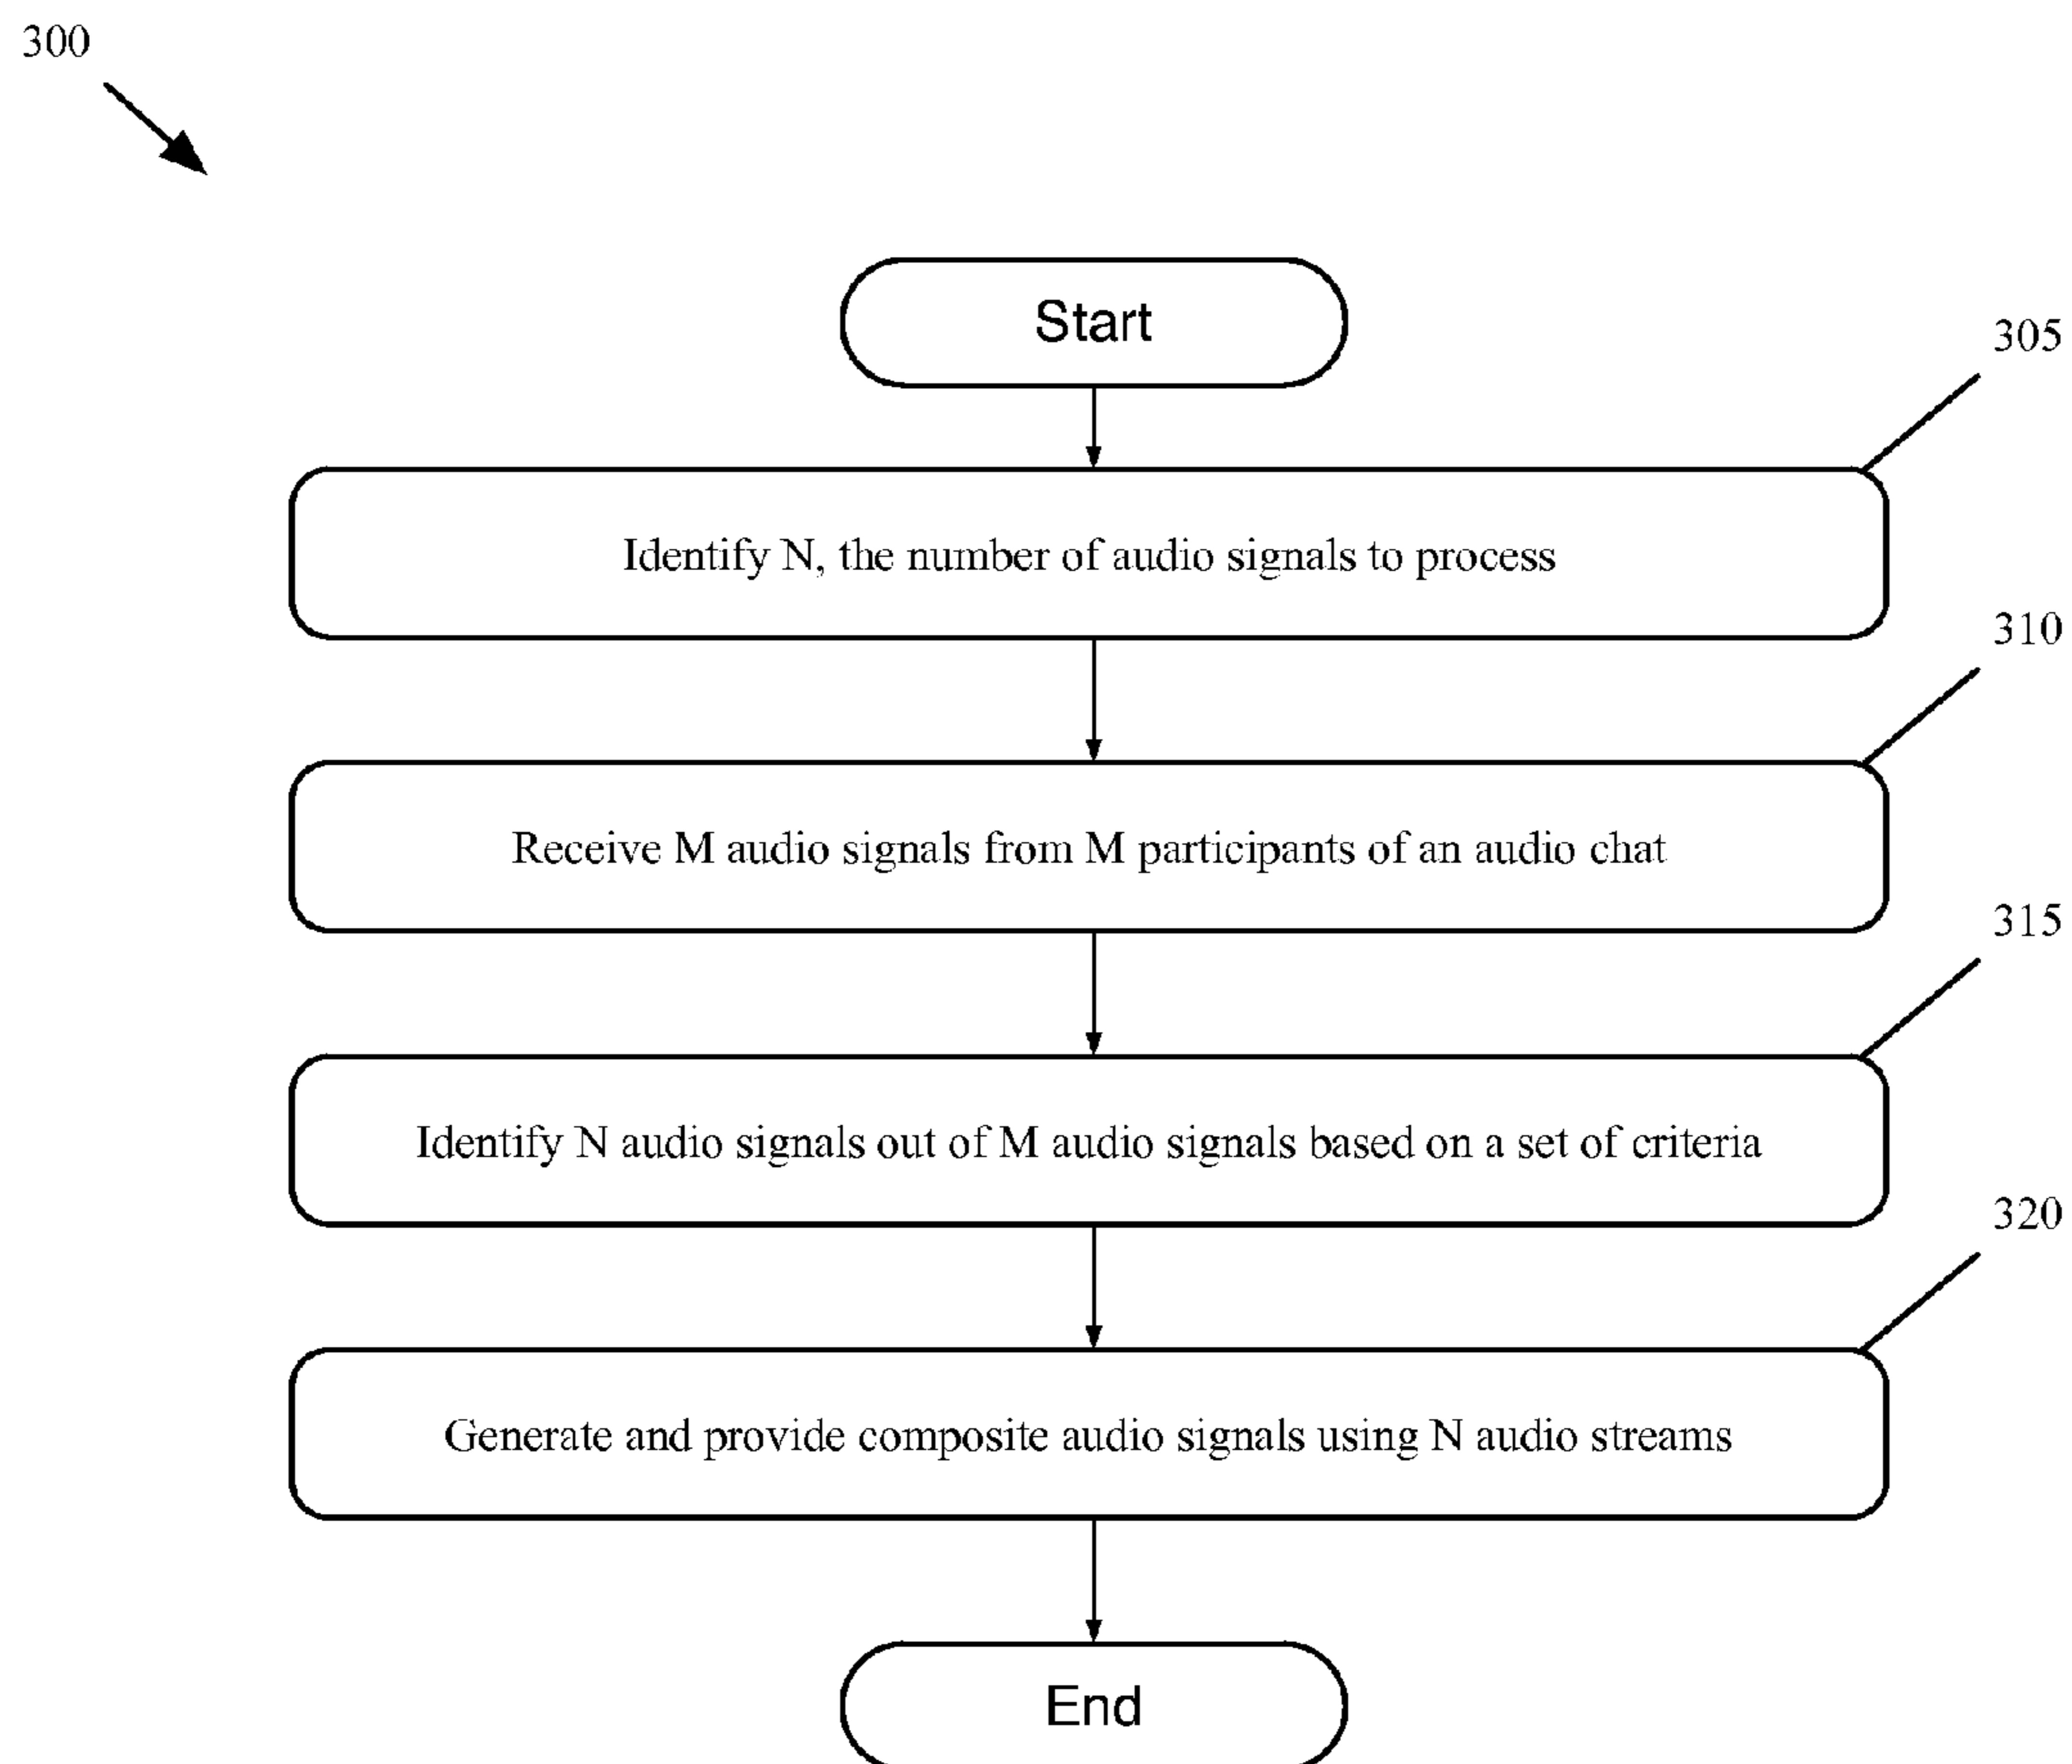 300
Start
305
Identify N, the number of audio signals to process
310
Receive M audio signals from M participants of an audio chat
315
Identify N audio signals out of M audio signals based on a set of criteria
320
Generate and provide composite audio signals using N audio streams
End